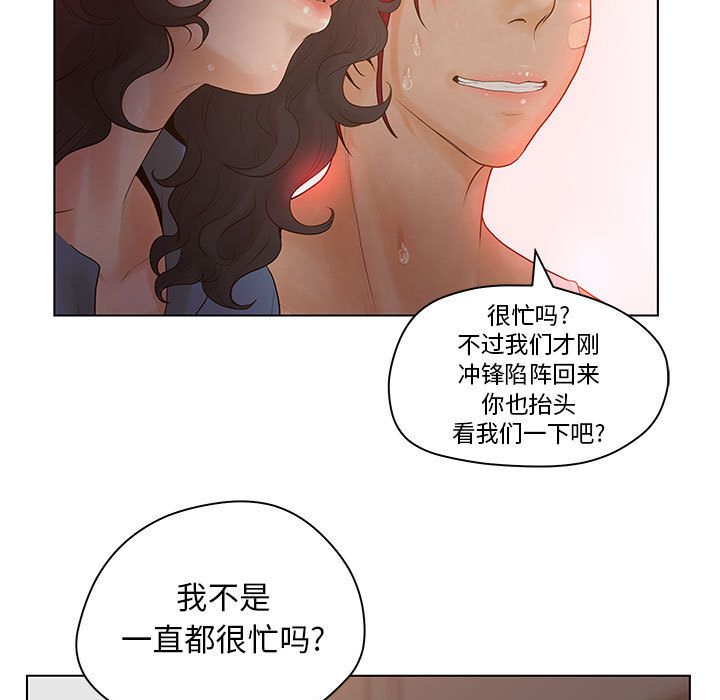 很忙吗?
不过我们才刚
冲锋陷阵回来
你也抬头
看我们一下吧?
我不是
一直都很忙吗?